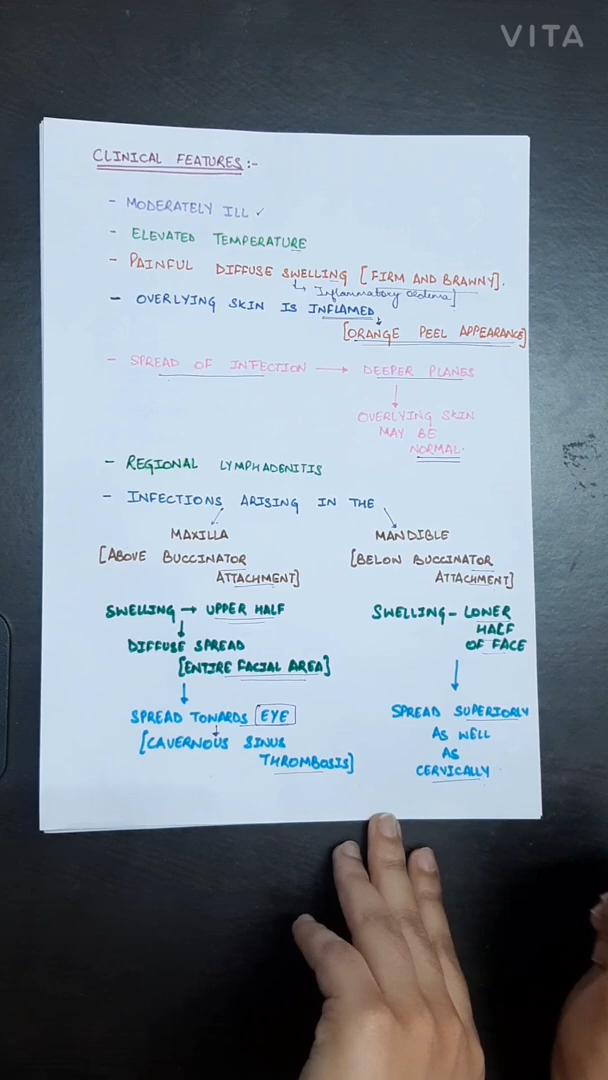 VITA
CLINICAL FEATURES :-
- MODERATELY ILL ✓
- ELEVATED TEMPERATURE
- PAINFUL DIFFUSE SWELLING [FIRM AND BRAWNY].
↳ Inflammatory Oedema]
- OVERLYING SKIN IS INFLAMED
[ORANGE PEEL APPEARANCE]
- SPREAD OF INFECTION → DEEPER PLANES
↓
OVERLYING SKIN
MAY BE
NORMAL.
- REGIONAL LYMPHADENITIS
- INFECTIONS ARISING IN THE
MAXILLA
[ABOVE BUCCINATOR
ATTACHMENT]
SWELLING → UPPER HALF
↓
DIFFUSE SPREAD
[ENTIRE FACIAL AREA]
↓
SPREAD TOWARDS EYE
↓
[CAVERNOUS SINUS
THROMBOSIS]
MANDIBLE
[BELOW BUCCINATOR
ATTACHMENT]
SWELLING - LONER
HALF
OF FACE
↓
SPREAD SUPERIORLY
AS WELL
AS
CERVICALLY